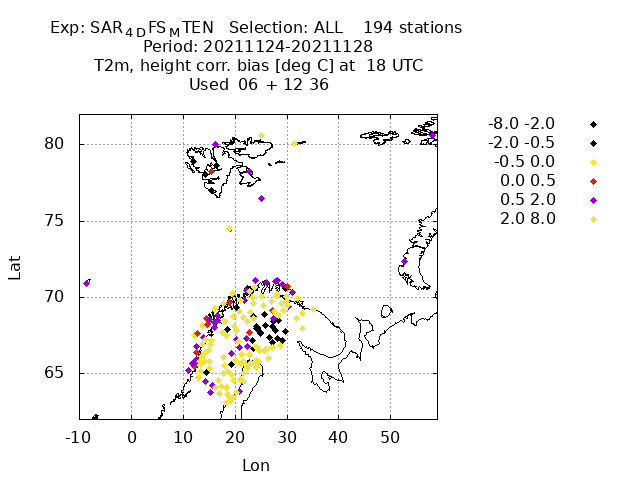 Exp: SAR4DFSMTEN Selection: ALL 194 stations
Period: 20211124-20211128
T2m, height corr. bias [deg C] at 18 UTC
Used 06 + 12 36
-8.0 -2.0
-2.0 -0.5
-0.5 0.0
0.0 0.5
0.5 2.0
2.0 8.0
80
75
70
65
Lat
-10 0 10 20 30 40 50
Lon